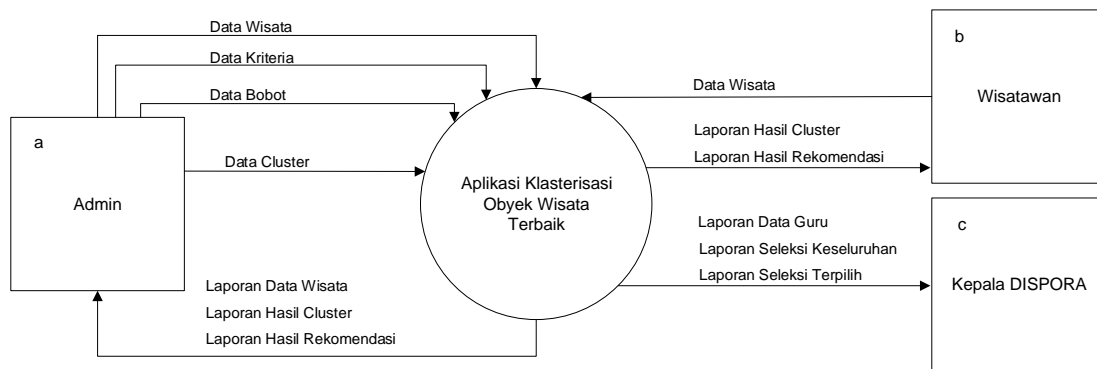 Data Wisata
Data Kriteria
Data Bobot
a
Admin
Data Cluster
Aplikasi Klasterisasi
Obyek Wisata
Terbaik
Data Wisata
b
Wisatawan
Laporan Hasil Cluster
Laporan Hasil Rekomendasi
Laporan Data Guru
Laporan Seleksi Keseluruhan
Laporan Seleksi Terpilih
c
Kepala DISPORA
Laporan Data Wisata
Laporan Hasil Cluster
Laporan Hasil Rekomendasi